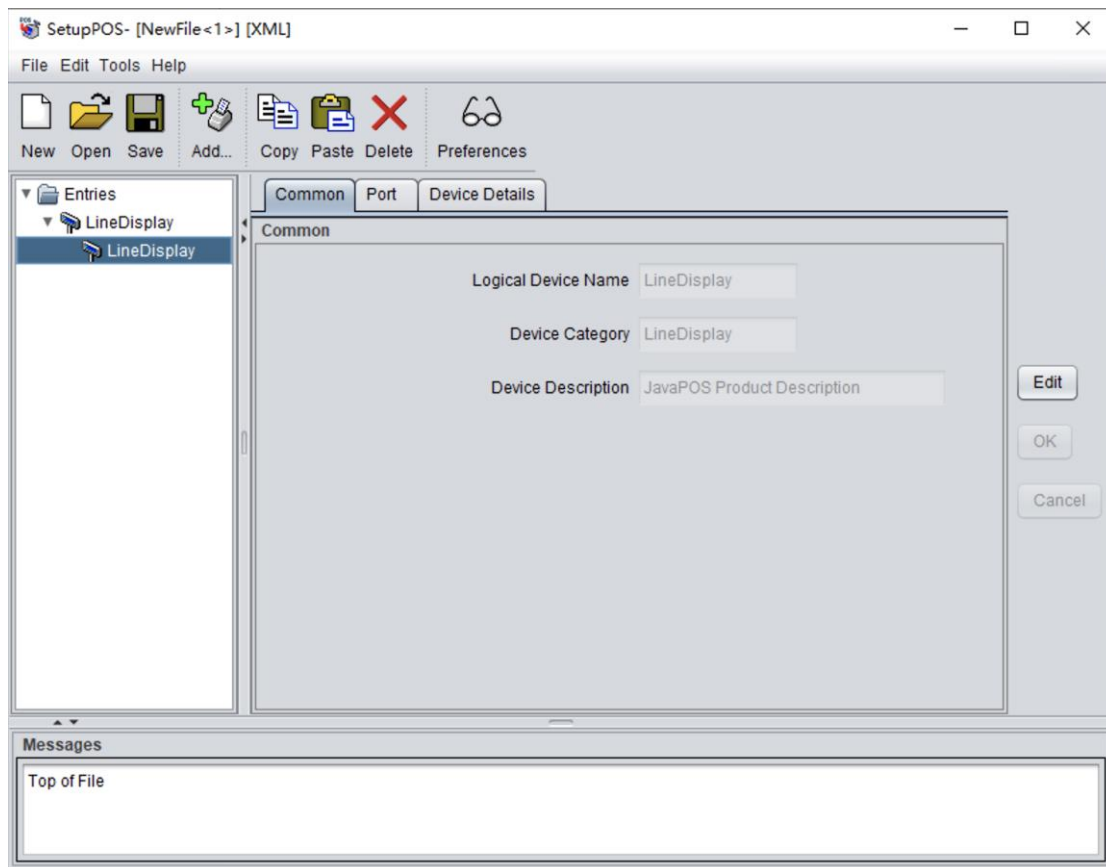 SetupPOS- [NewFile<1>] [XML]
File Edit Tools Help
New Open Save Add... Copy Paste Delete Preferences
Entries
LineDisplay
LineDisplay
Common Port Device Details
Common
Logical Device Name LineDisplay
Device Category LineDisplay
Device Description JavaPOS Product Description
Edit
OK
Cancel
Messages
Top of File